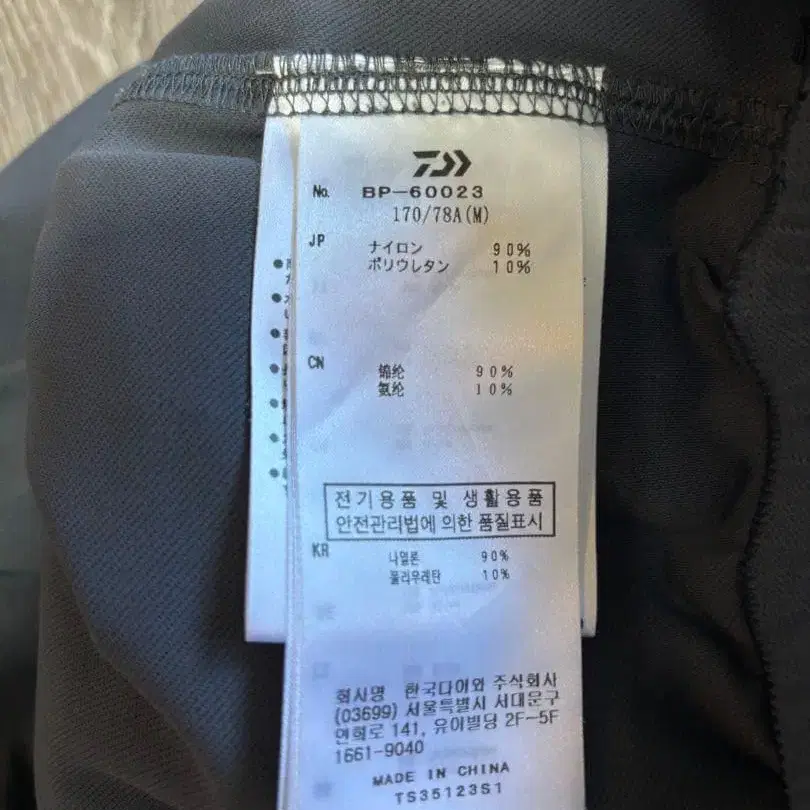 No. BP-60023
170/78A(M)
JP ナイロン 90%
ポリウレタン 10%
CN 锦纶 90%
氨纶 10%
전기용품 및 생활용품
안전관리법에 의한 품질표시
KR 나일론 90%
폴리우레탄 10%
회사명 한국다이와 주식회사
(03699) 서울특별시 서대문구
연희로 141, 유아빌딩 2F-5F
1661-9040
MADE IN CHINA
TS35123S1